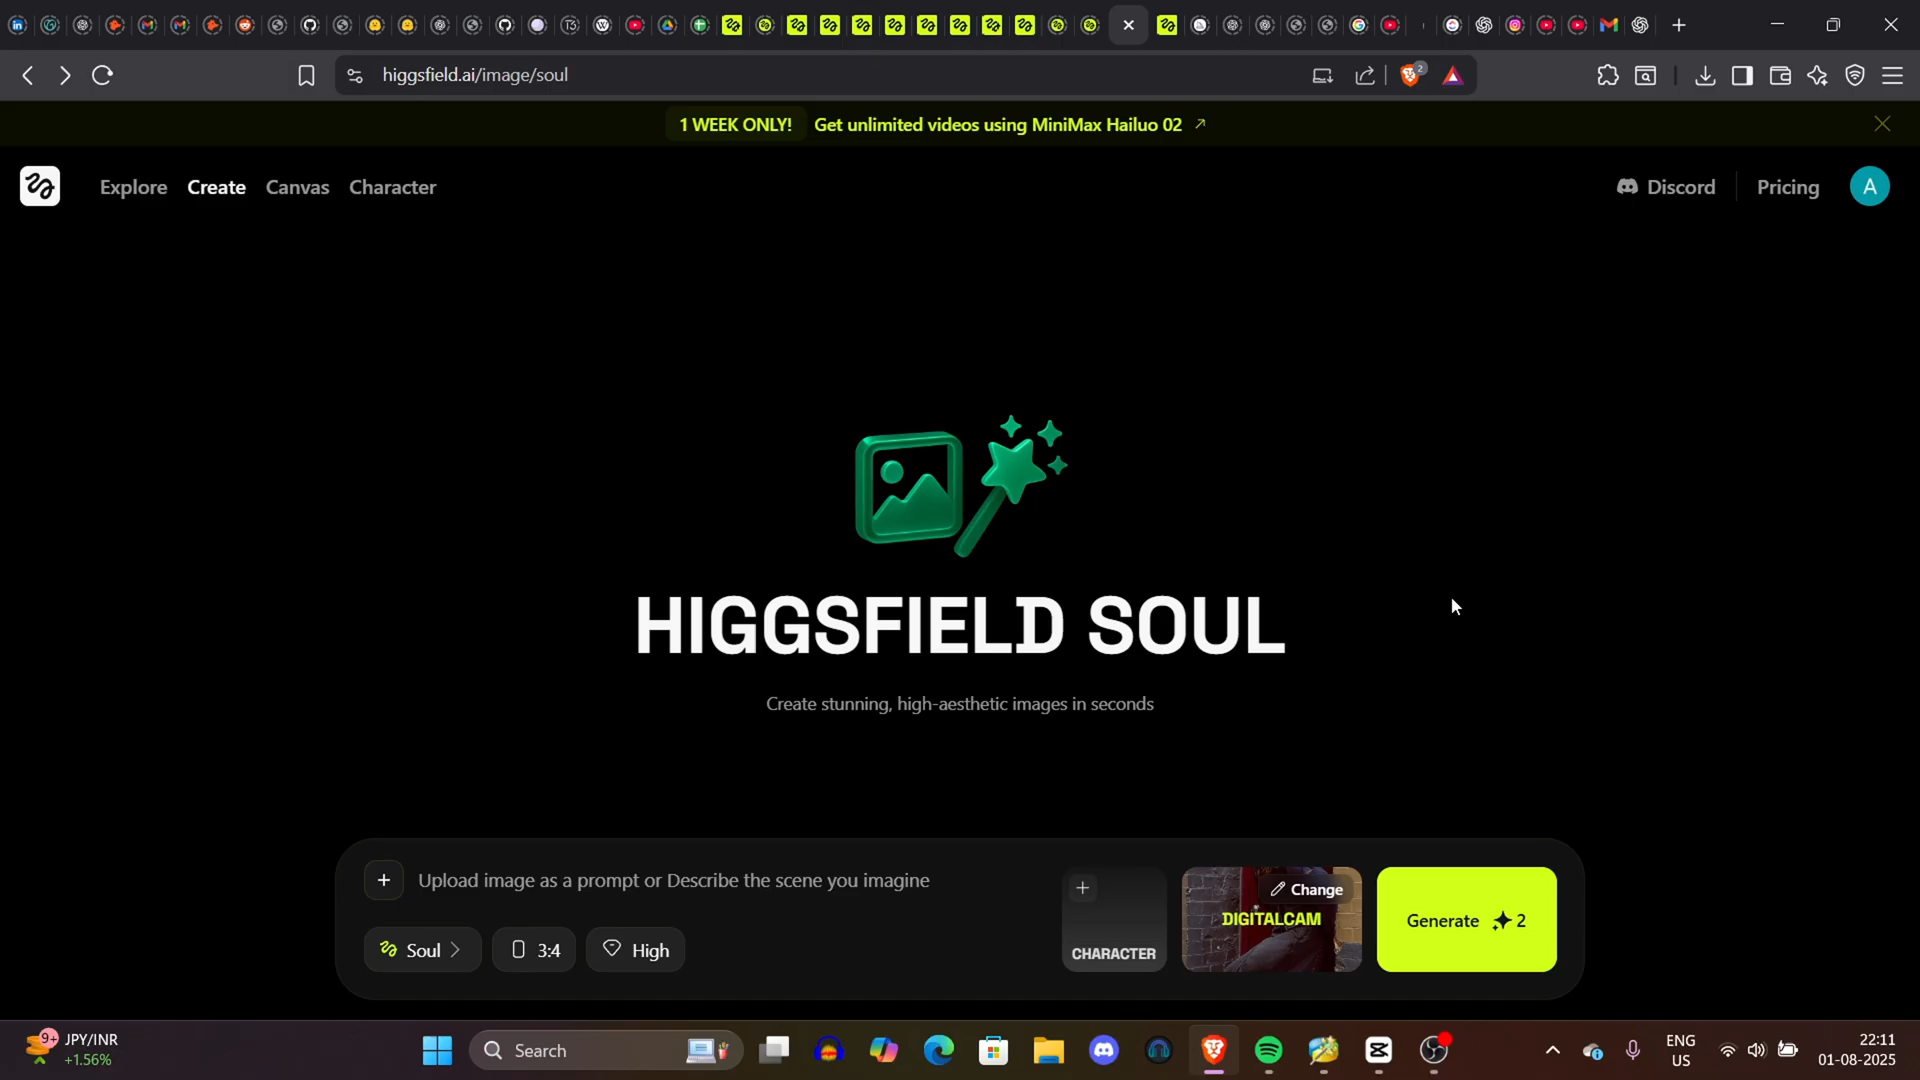 higgsfield.ai/image/soul
2
1 WEEK ONLY! Get unlimited videos using MiniMax Hailuo 02
Explore Create Canvas Character
Discord Pricing A
HIGGSFIELD SOUL
Create stunning, high-aesthetic images in seconds
Upload image as a prompt or Describe the scene you imagine
Change
DIGITALCAM
Generate 2
Soul 3:4 High
CHARACTER
9+ JPY/INR
+1.56%
Search
ENG
US
22:11
01-08-2025